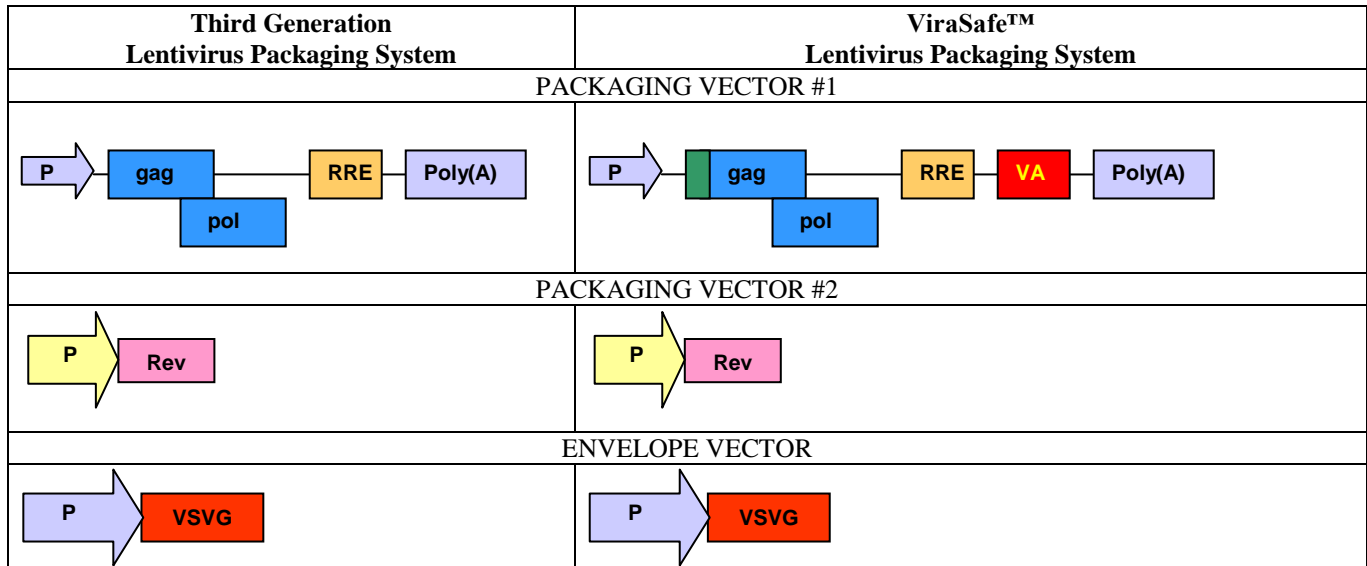 Third Generation
Lentivirus Packaging System
ViraSafe™
Lentivirus Packaging System
PACKAGING VECTOR #1
P gag RRE Poly(A)
pol
P gag RRE VA Poly(A)
pol
PACKAGING VECTOR #2
P Rev
P Rev
ENVELOPE VECTOR
P VSVG
P VSVG